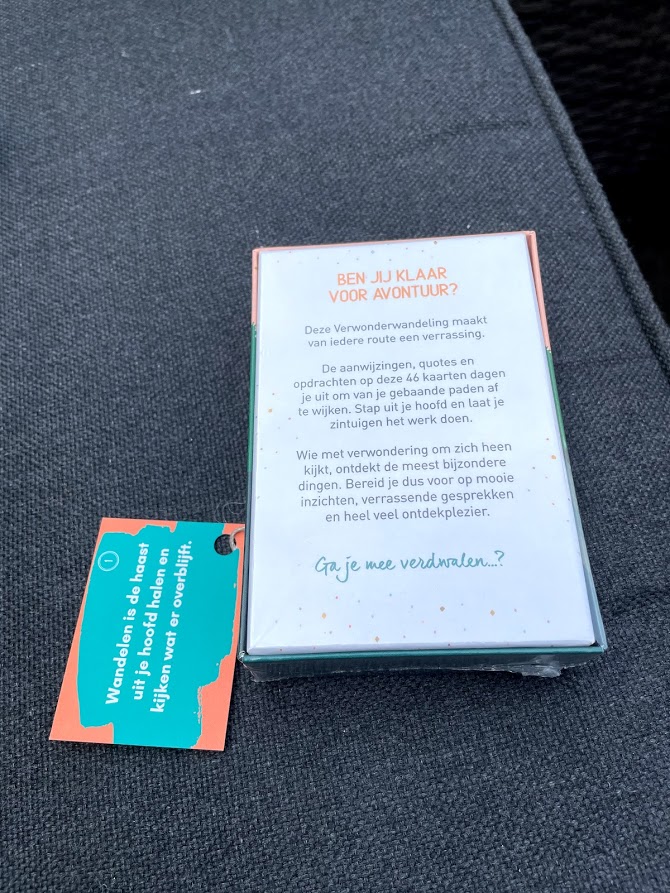 BEN JIJ KLAAR
VOOR AVONTUUR?
Deze Verwonderwandeling maakt
van iedere route een verrassing.
De aanwijzingen, quotes en
opdrachten op deze 46 kaarten dagen
je uit om van je gebaande paden af
te wijken. Stap uit je hoofd en laat je
zintuigen het werk doen.
Wie met verwondering om zich heen
kijkt, ontdekt de meest bijzondere
dingen. Bereid je dus voor op mooie
inzichten, verrassende gesprekken
en heel veel ontdekplezier.
Ga je mee verdwalen...?
1
Wandelen is de haast
uit je hoofd halen en
kijken wat er overblijft.